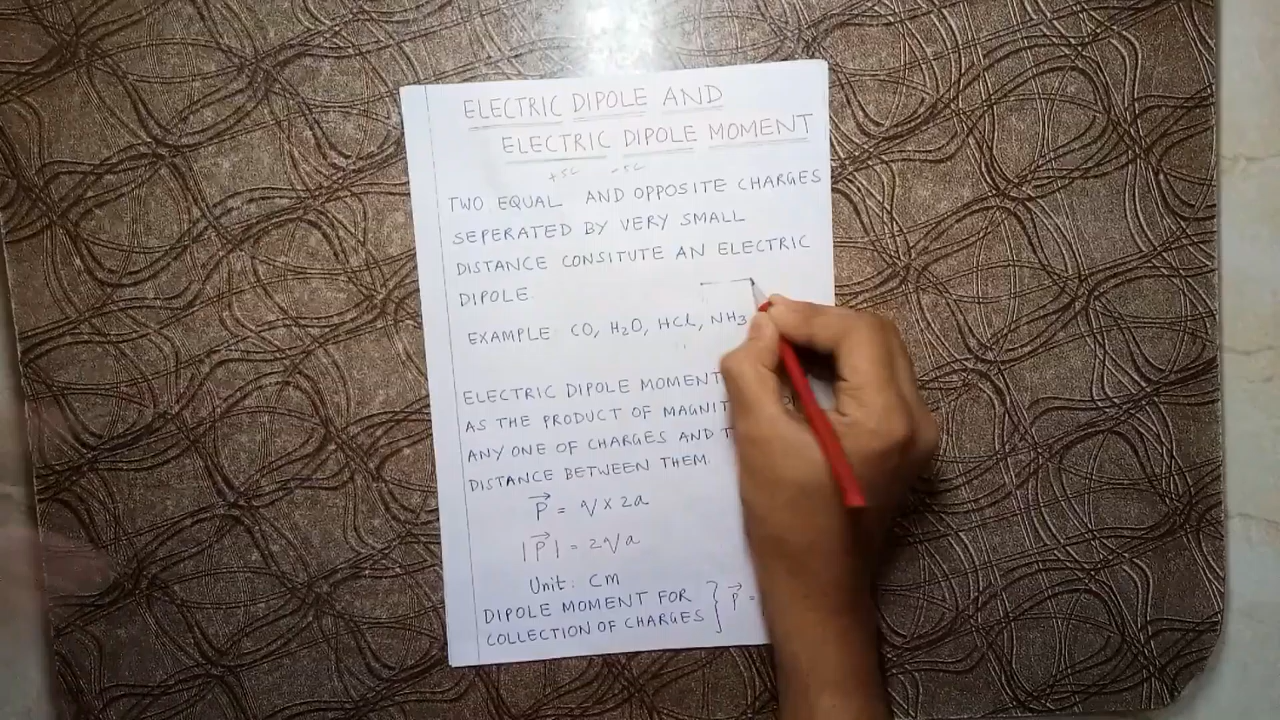 ELECTRIC DIPOLE AND
ELECTRIC DIPOLE MOMENT
+5C -5C
TWO EQUAL AND OPPOSITE CHARGES
SEPERATED BY VERY SMALL
DISTANCE CONSITUTE AN ELECTRIC
DIPOLE.
EXAMPLE CO, H₂O, HCl, NH₃
ELECTRIC DIPOLE MOMENT
AS THE PRODUCT OF
ANY ONE OF CHARGES AND
DISTANCE BETWEEN THEM.
P⃗ = q × 2a
|P⃗| = 2qa
Unit: Cm
DIPOLE MOMENT FOR
COLLECTION OF CHARGES } P⃗ =